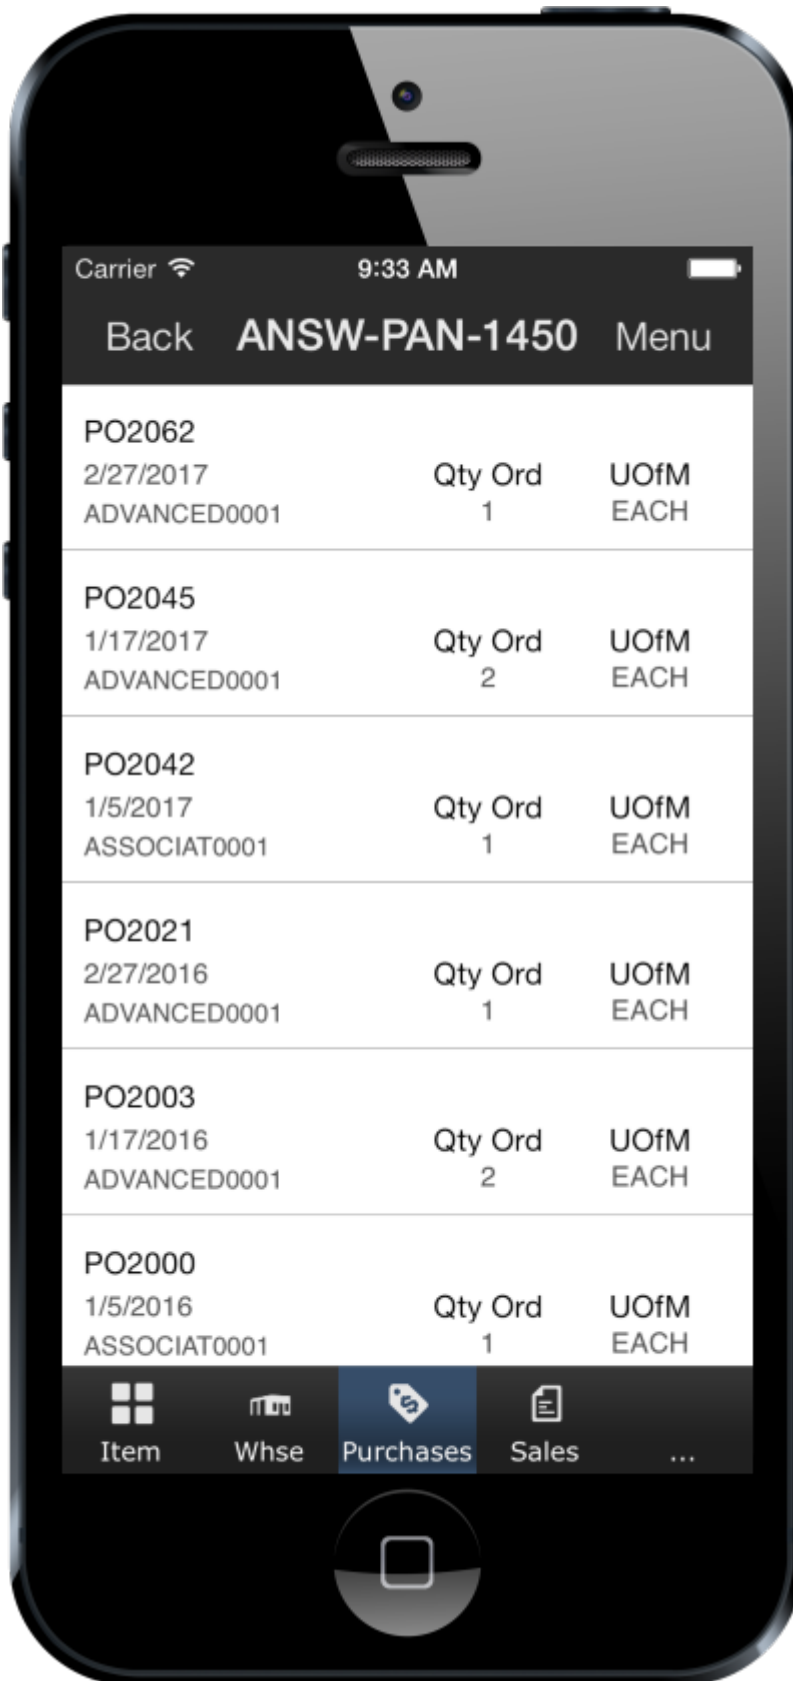 Carrier 9:33 AM
Back ANSW-PAN-1450 Menu
PO2062
2/27/2017 Qty Ord UOfM
ADVANCED0001 1 EACH
PO2045
1/17/2017 Qty Ord UOfM
ADVANCED0001 2 EACH
PO2042
1/5/2017 Qty Ord UOfM
ASSOCIAT0001 1 EACH
PO2021
2/27/2016 Qty Ord UOfM
ADVANCED0001 1 EACH
PO2003
1/17/2016 Qty Ord UOfM
ADVANCED0001 2 EACH
PO2000
1/5/2016 Qty Ord UOfM
ASSOCIAT0001 1 EACH
Item Whse Purchases Sales ...